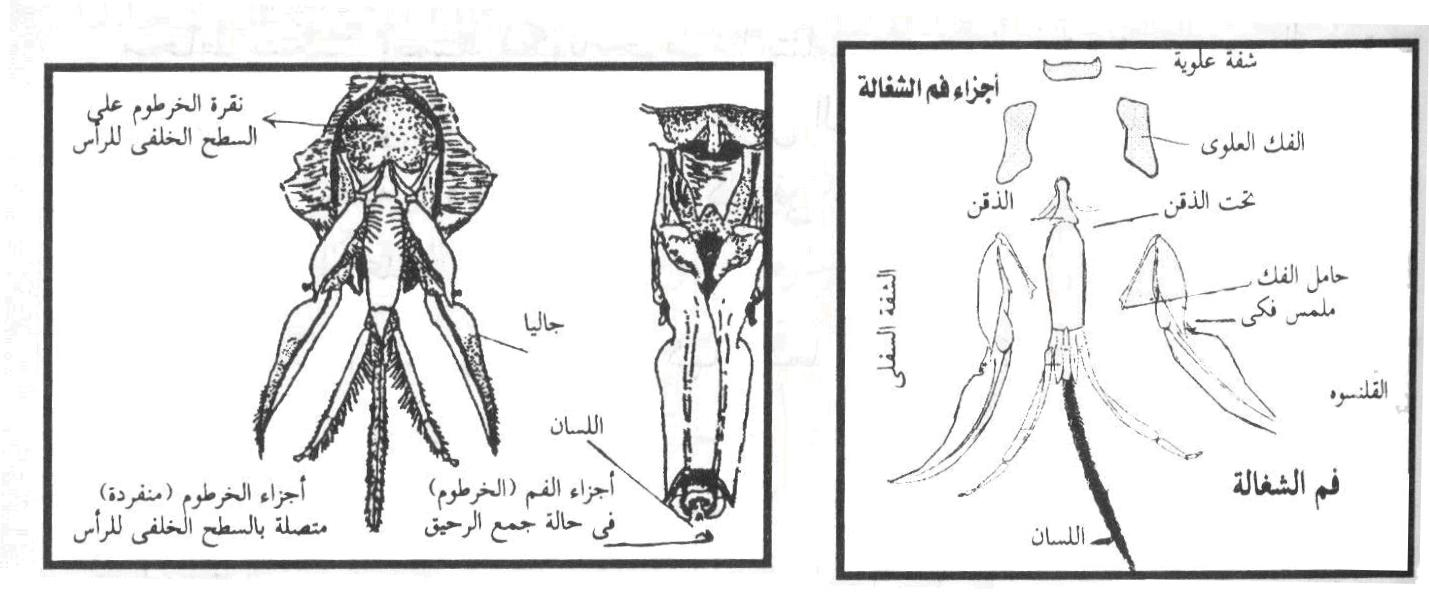 نقرة الخرطوم على
السطح الخلفى للرأس
جاليا
اللسان
أجزاء الفم (الخرطوم)
فى حالة جمع الرحيق
أجزاء الخرطوم (منفردة)
متصلة بالسطح الخلفى للرأس
أجزاء فم الشغالة
شفة علوية
الفك العلوى
الذقن
تحت الذقن
حامل الفك
ملمس فكى
الشفة السفلى
القلنسوه
فم الشغالة
اللسان